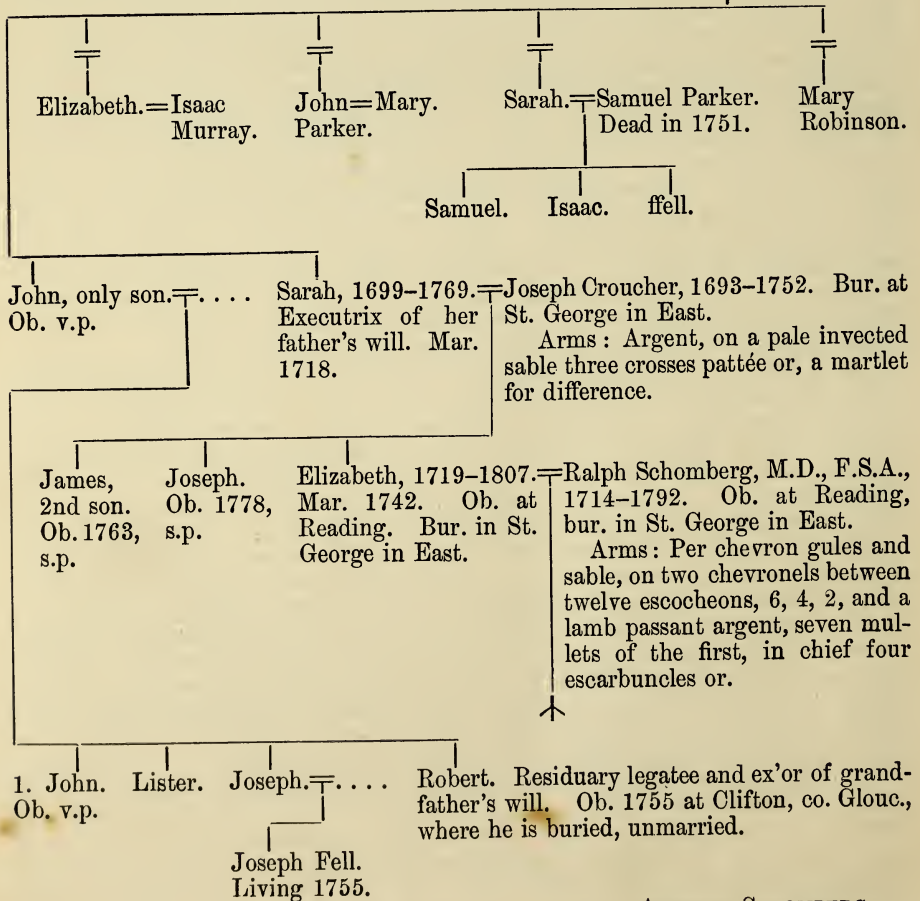 Elizabeth.=Isaac Murray.
John=Mary. Parker.
Sarah.=Samuel Parker. Dead in 1751.
Mary Robinson.
Samuel. Isaac. ffell.
John, only son.=....
Ob. v.p.
Sarah, 1699–1769.=
Executrix of her
father's will. Mar.
1718.
Joseph Croucher, 1693–1752. Bur. at
St. George in East.
Arms : Argent, on a pale invected
sable three crosses pattée or, a martlet
for difference.
James,
2nd son.
Ob. 1763,
s.p.
Joseph.
Ob. 1778,
s.p.
Elizabeth, 1719–1807.=
Mar. 1742. Ob. at
Reading. Bur. in St.
George in East.
Ralph Schomberg, M.D., F.S.A.,
1714–1792. Ob. at Reading,
bur. in St. George in East.
Arms : Per chevron gules and
sable, on two chevronels between
twelve escocheons, 6, 4, 2, and a
lamb passant argent, seven mul-
lets of the first, in chief four
escarbuncles or.
1. John.
Ob. v.p.
Lister.
Joseph.=....
Robert. Residuary legatee and ex'or of grand-
father's will. Ob. 1755 at Clifton, co. Glouc.,
where he is buried, unmarried.
Joseph Fell.
Living 1755.